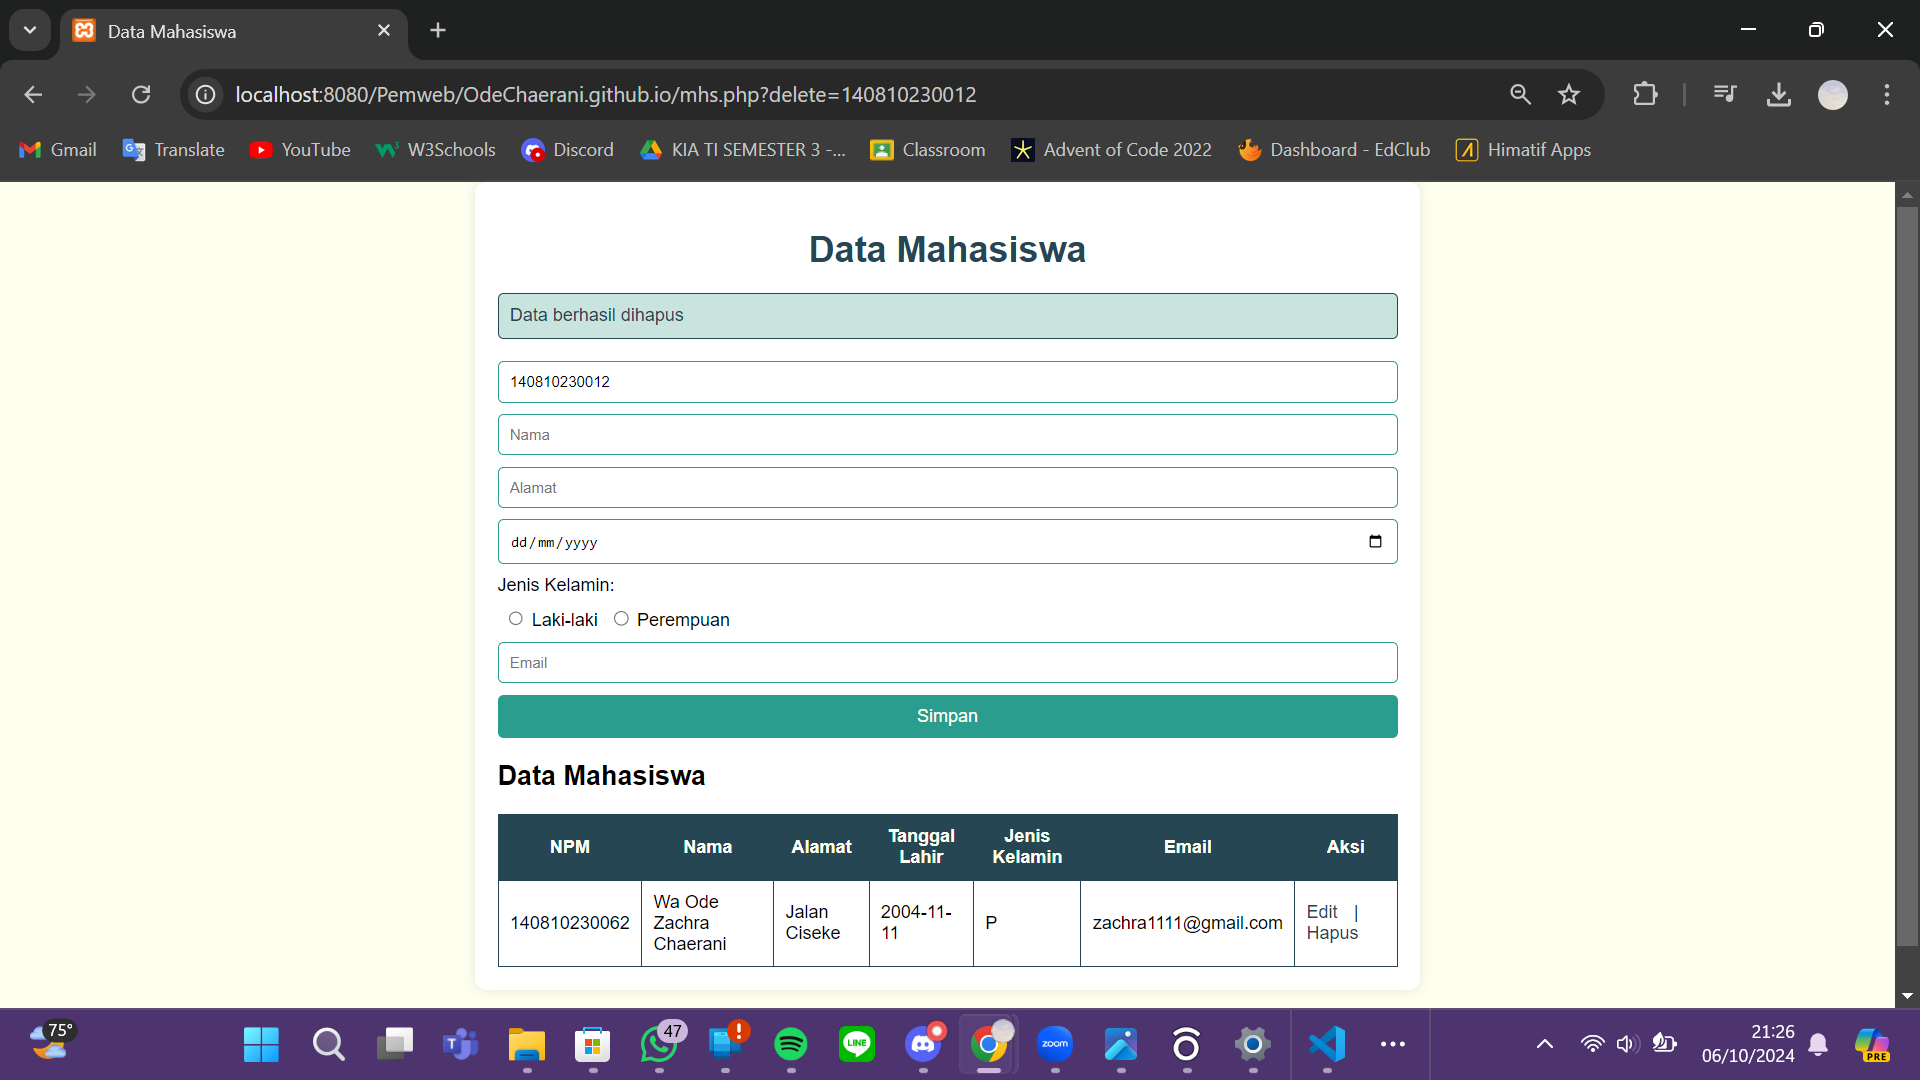 Data Mahasiswa
localhost:8080/Pemweb/OdeChaerani.github.io/mhs.php?delete=140810230012
Gmail Translate YouTube W3Schools Discord KIA TI SEMESTER 3 -... Classroom Advent of Code 2022 Dashboard - EdClub Himatif Apps
Data Mahasiswa
Data berhasil dihapus
140810230012
Nama
Alamat
dd/mm/yyyy
Jenis Kelamin:
Laki-laki Perempuan
Email
Simpan
Data Mahasiswa
NPM Nama Alamat Tanggal Lahir Jenis Kelamin Email Aksi
140810230062 Wa Ode Zachra Chaerani Jalan Ciseke 2004-11-11 P zachra1111@gmail.com Edit | Hapus
75°
47
LINE
zoom
21:26
06/10/2024
PRE